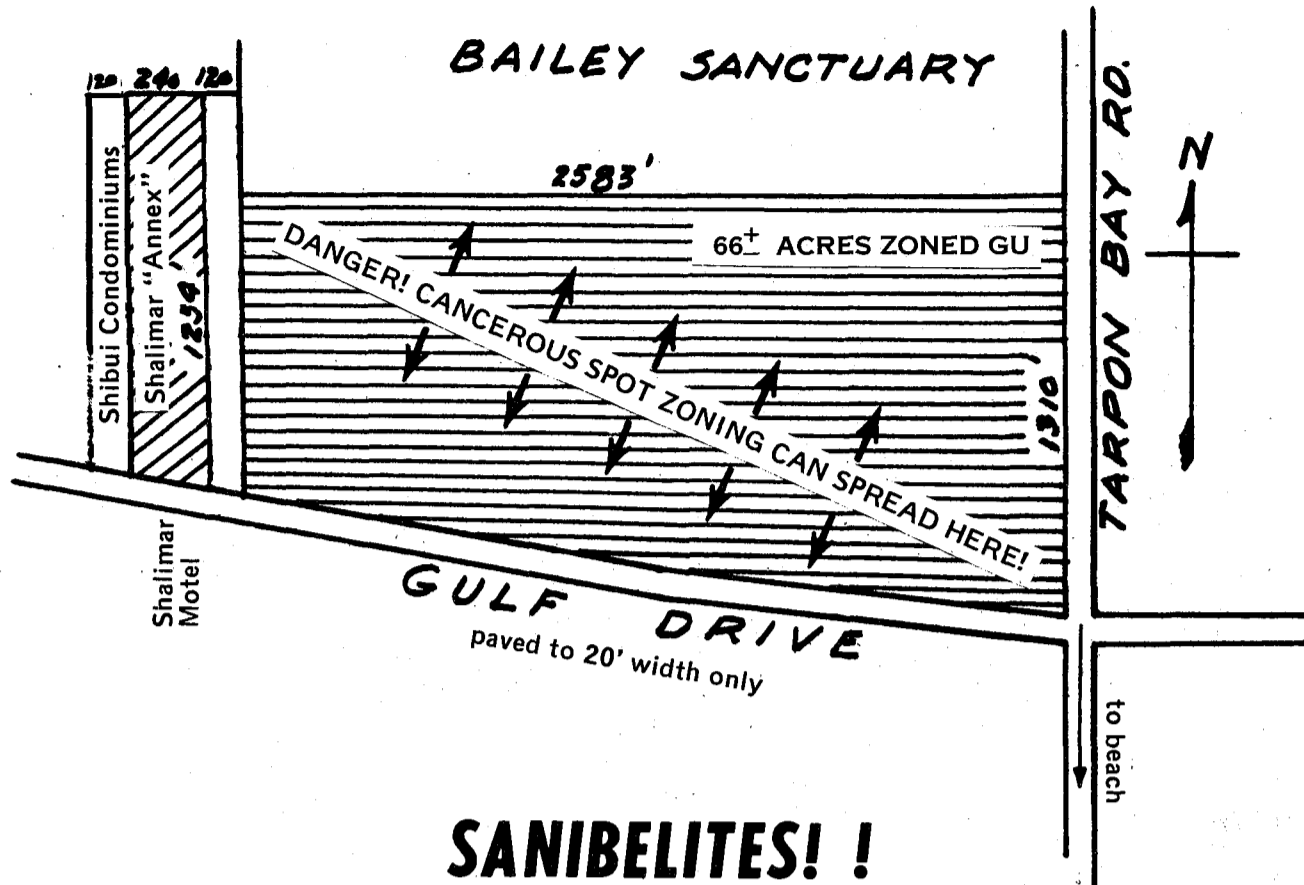 BAILEY SANCTUARY
120 240 120
2583'
66± ACRES ZONED GU
N
TARPON BAY RD.
Shibui Condominiums
Shalimar "Annex"
1254'
DANGER! CANCEROUS SPOT ZONING CAN SPREAD HERE!
1310
Shalimar
Motel
GULF DRIVE
paved to 20' width only
to beach
SANIBELITES! !